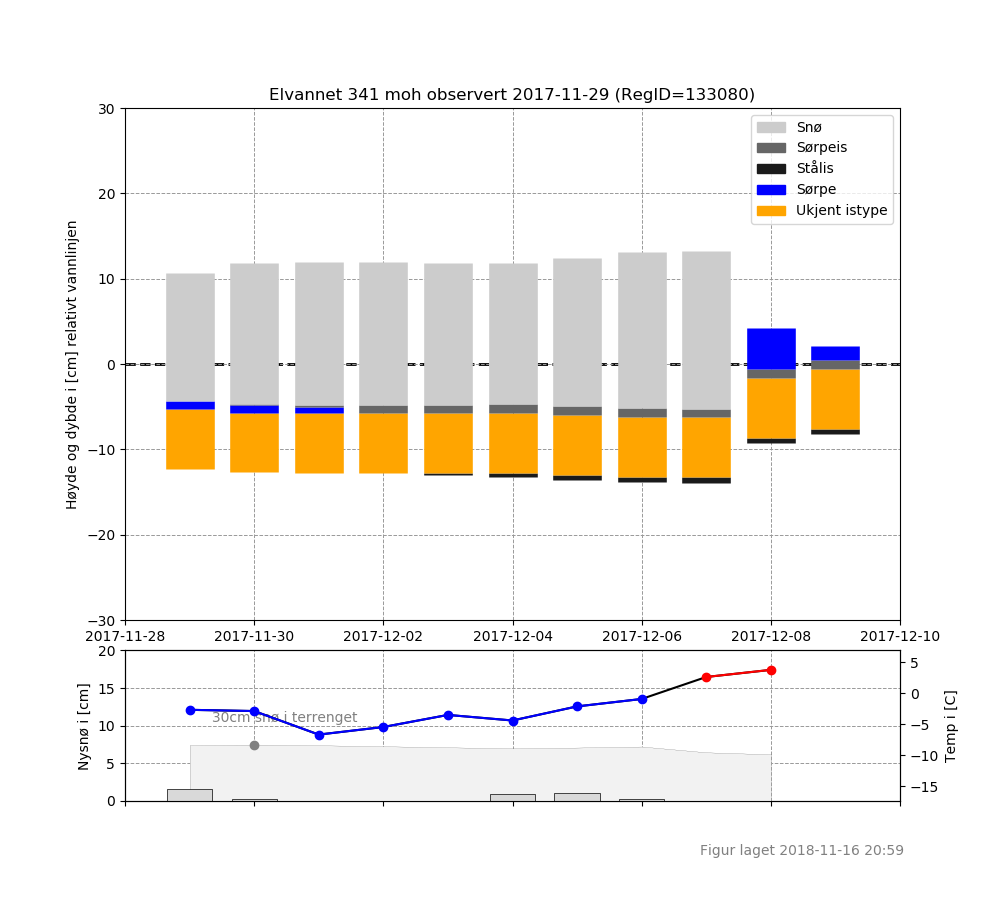 Elvannet 341 moh observert 2017-11-29 (RegID=133080)
Høyde og dybde i [cm] relativt vannlinjen
30
20
10
0
−10
−20
−30
Snø
Sørpeis
Stålis
Sørpe
Ukjent istype
2017-11-28 2017-11-30 2017-12-02 2017-12-04 2017-12-06 2017-12-08 2017-12-10
Nysnø i [cm]
20
15
10
5
0
30cm snø i terrenget
5
0
−5
−10
−15
Temp i [C]
Figur laget 2018-11-16 20:59